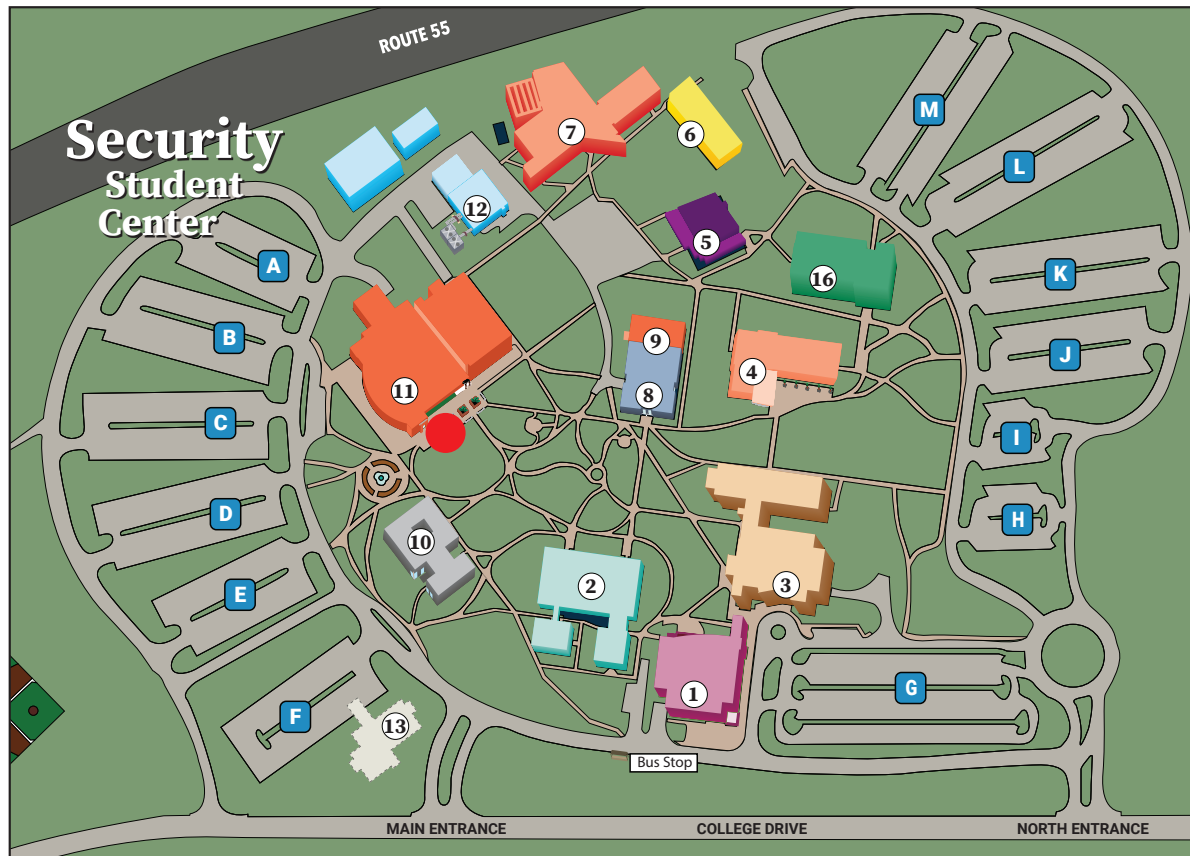 ROUTE 55
Security
Student
Center
M
7
6
L
12
5
A
16
K
B
9
J
4
11
8
C
I
D
H
10
2
3
E
G
1
F
13
Bus Stop
MAIN ENTRANCE
COLLEGE DRIVE
NORTH ENTRANCE